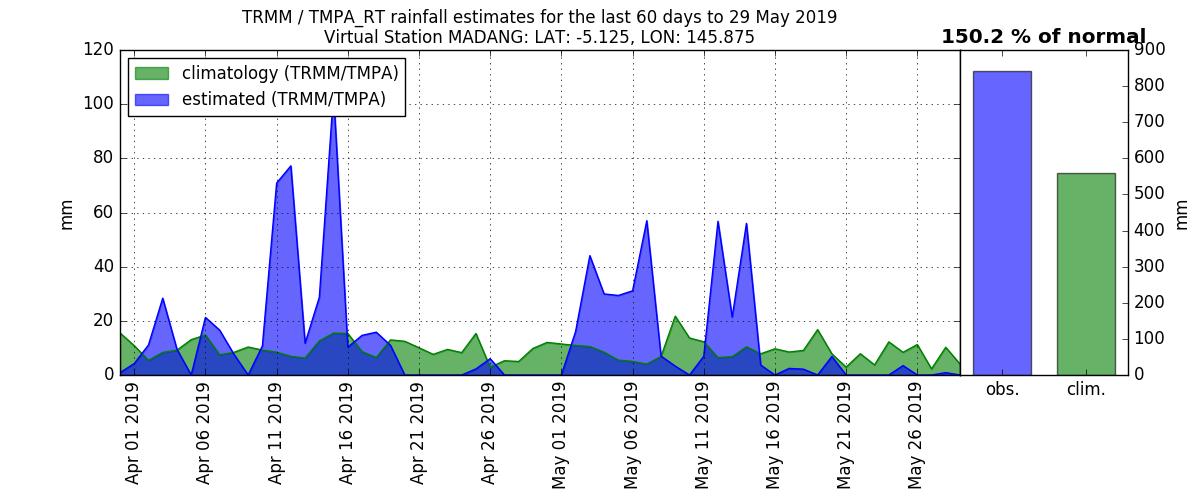 TRMM / TMPA_RT rainfall estimates for the last 60 days to 29 May 2019
Virtual Station MADANG: LAT: -5.125, LON: 145.875
150.2 % of normal
climatology (TRMM/TMPA)
estimated (TRMM/TMPA)
120
100
80
60
40
20
0
mm
900
800
700
600
500
400
300
200
100
0
mm
Apr 01 2019
Apr 06 2019
Apr 11 2019
Apr 16 2019
Apr 21 2019
Apr 26 2019
May 01 2019
May 06 2019
May 11 2019
May 16 2019
May 21 2019
May 26 2019
obs.
clim.